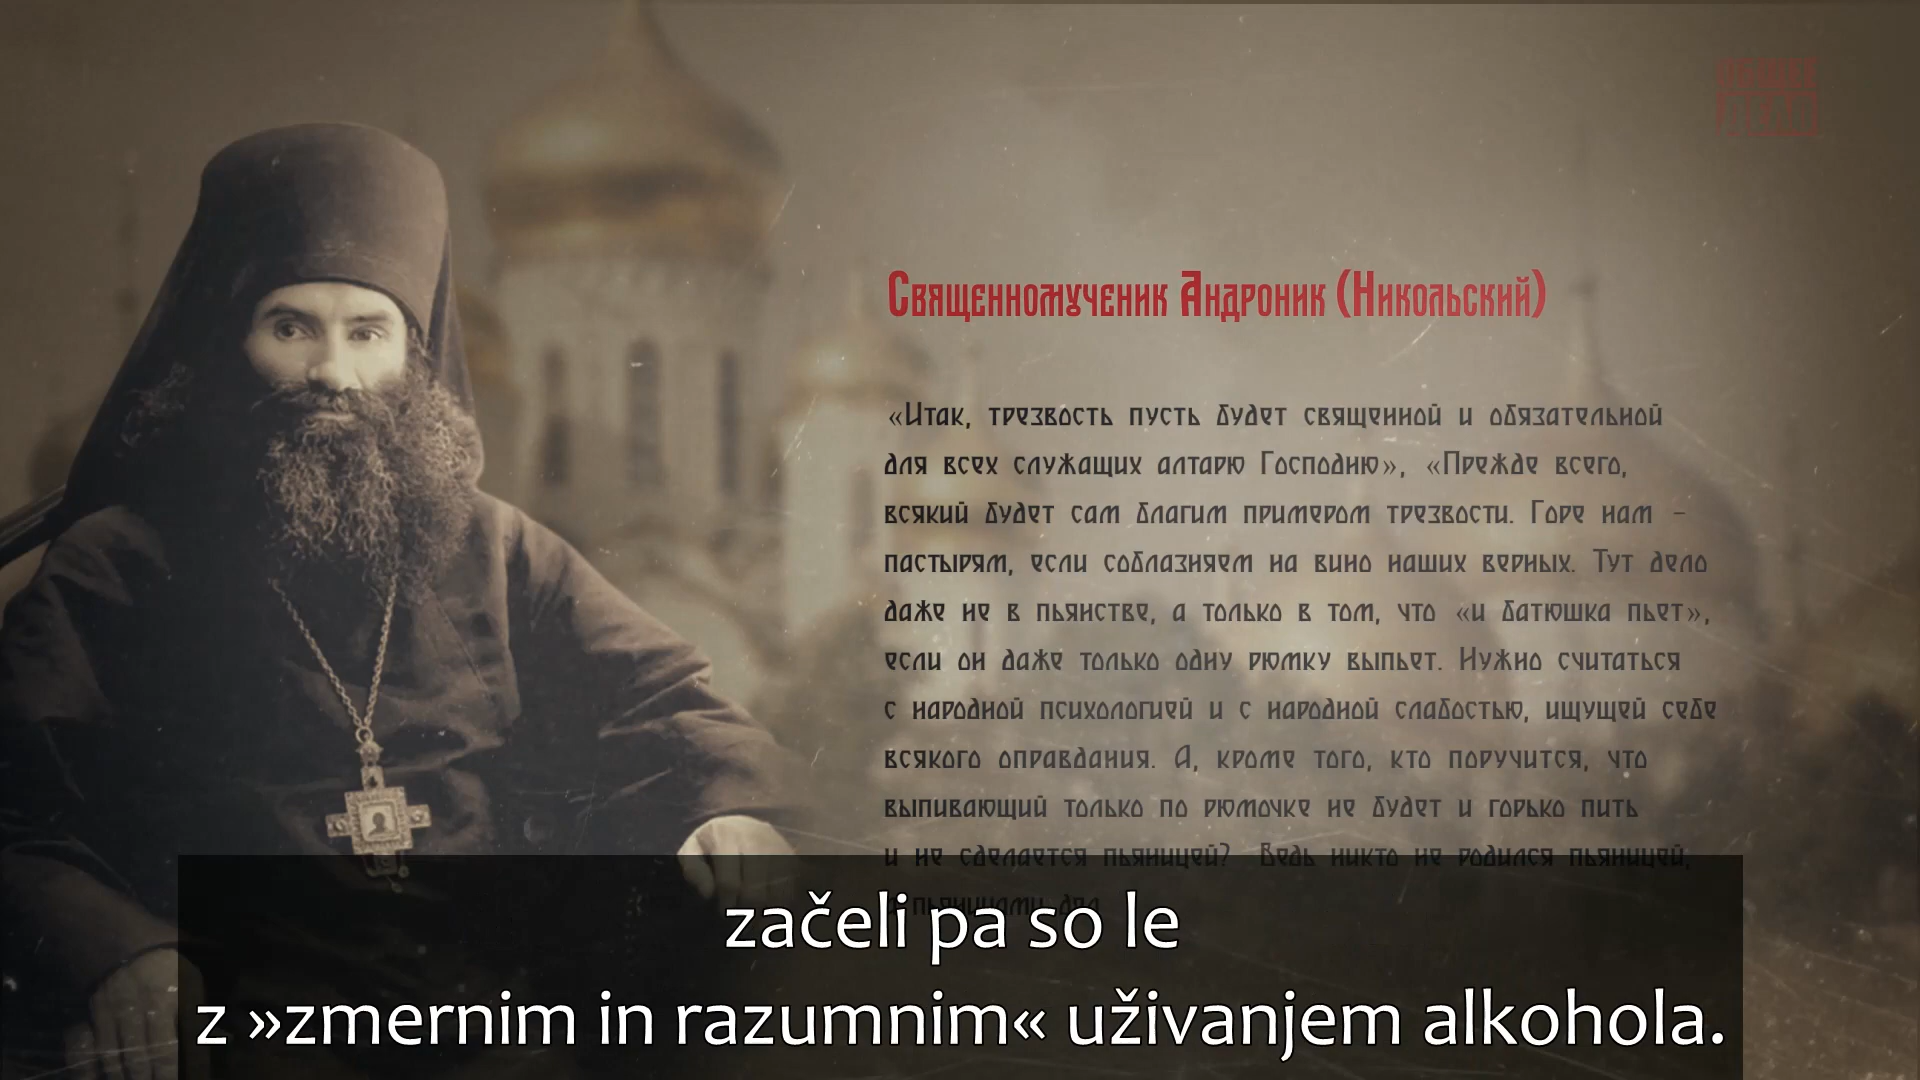 ОБЩЕЕ
ДЕЛО
Священномученик Андроник (Никольский)
«Итак, трезвость пусть будет священной и обязательной
для всех служащих алтарю Господню», «Прежде всего,
всякий будет сам благим примером трезвости. Горе нам -
пастырям, если соблазняем на вино наших верных. Тут дело
даже не в пьянстве, а только в том, что «и батюшка пьет»,
если он даже только одну рюмку выпьет. Нужно считаться
с народной психологией и с народной слабостью, ищущей себе
всякого оправдания. А, кроме того, кто поручится, что
выпивающий только по рюмочке не будет и горько пить
и не сделается пьяницей? Ведь никто не родился пьяницей,
пьяницами
začeli pa so le
z »zmernim in razumnim« uživanjem alkohola.